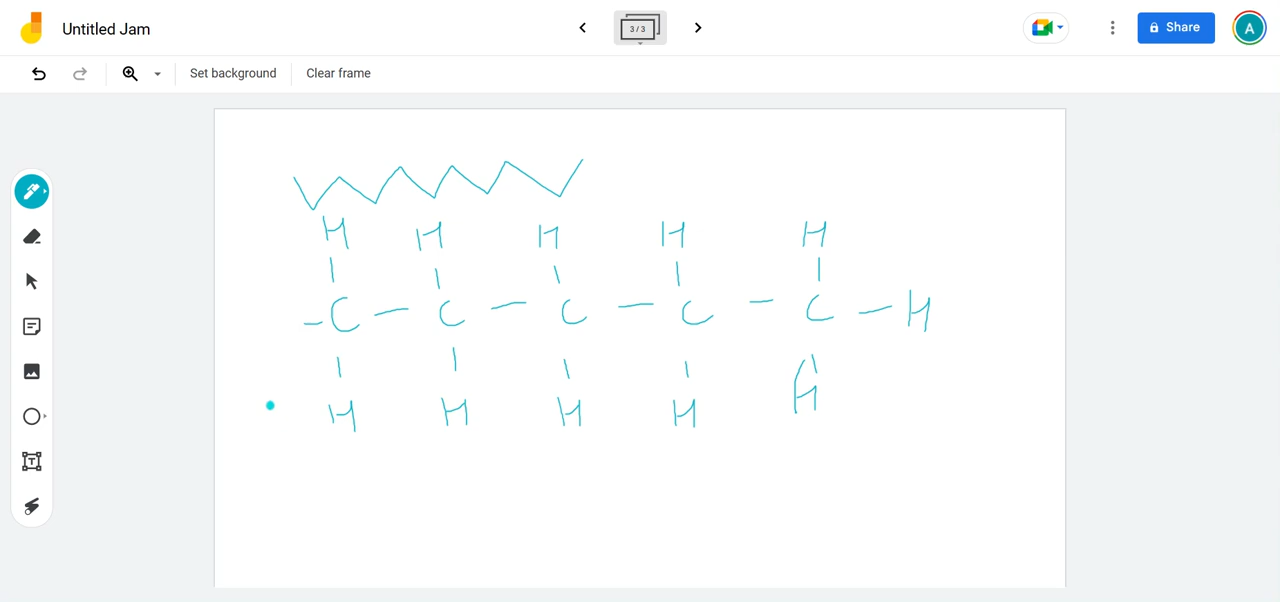 Untitled Jam
3 / 3
Share
A
Set background
Clear frame
H H H H H
-C - C - C - C - C - H
H H H H H
T